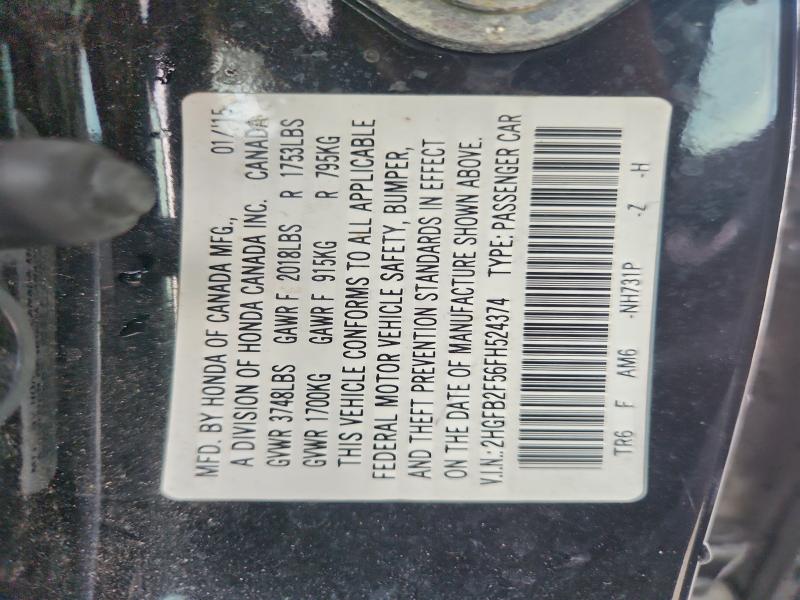 MFD. BY HONDA OF CANADA MFG., 01/15
A DIVISION OF HONDA CANADA INC. CANADA
GVWR 3748LBS GAWR F 2018LBS R 1753LBS
GVWR 1700KG GAWR F 915KG R 795KG
THIS VEHICLE CONFORMS TO ALL APPLICABLE
FEDERAL MOTOR VEHICLE SAFETY, BUMPER,
AND THEFT PREVENTION STANDARDS IN EFFECT
ON THE DATE OF MANUFACTURE SHOWN ABOVE.
V.I.N.: 2HGFB2F56FH524374 TYPE: PASSENGER CAR
TR6 F AM6 -NH731P -Z -H